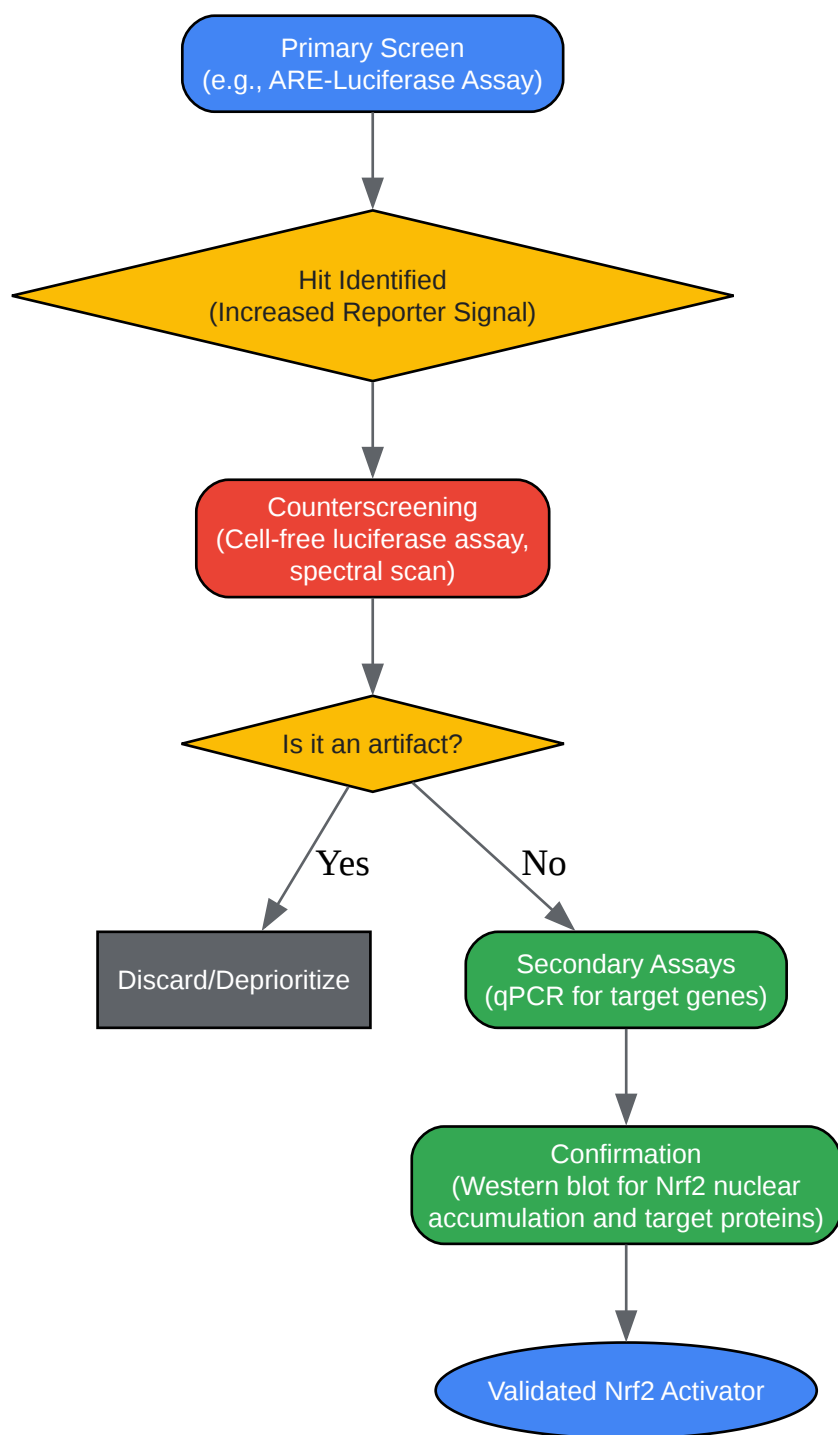 Primary Screen
(e.g., ARE-Luciferase Assay)
Hit Identified
(Increased Reporter Signal)
Counterscreening
(Cell-free luciferase assay,
spectral scan)
Is it an artifact?
Yes
No
Discard/Deprioritize
Secondary Assays
(qPCR for target genes)
Confirmation
(Western blot for Nrf2 nuclear
accumulation and target proteins)
Validated Nrf2 Activator